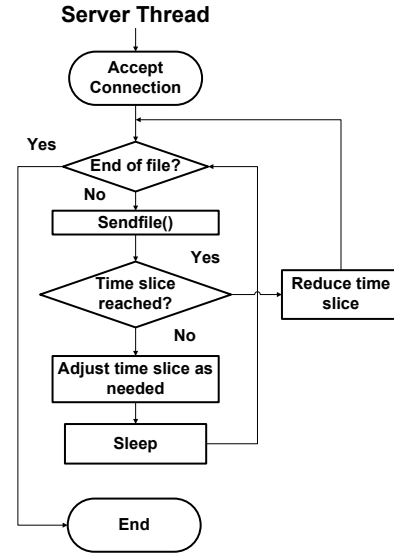 Server Thread
Accept
Connection
Yes
End of file?
No
Sendfile()
Yes
Time slice
reached?
Reduce time
slice
No
Adjust time slice as
needed
Sleep
End